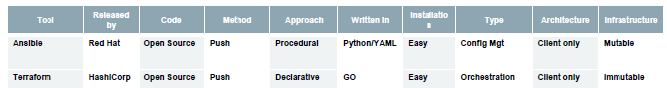 Tool Released by Code Method Approach Written in Installatio n Type Architecture Infrastructure
Ansible Red Hat Open Source Push Procedural Python/YAML Easy Config Mgt Client only Mutable
Terraform HashiCorp Open Source Push Declarative GO Easy Orchestration Client only Immutable